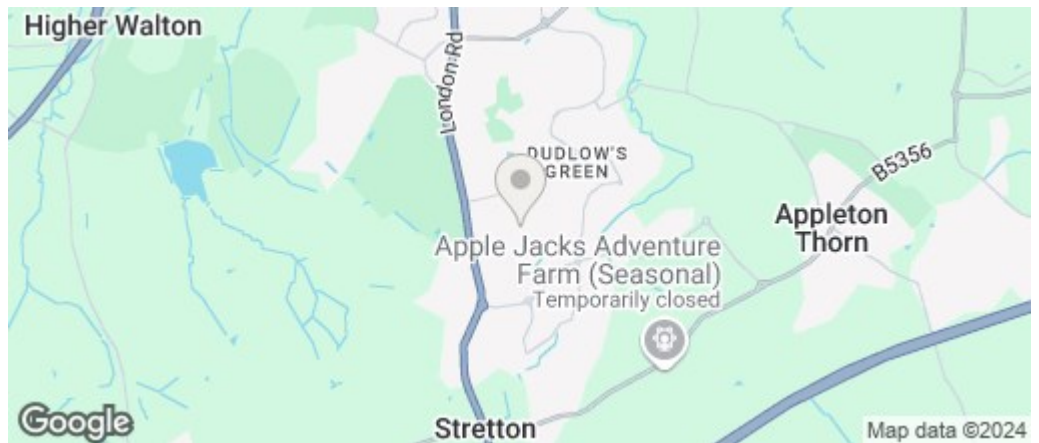 Higher Walton
London Rd
DUDLOW'S
GREEN
B5356
Appleton
Thorn
Apple Jacks Adventure
Farm (Seasonal)
Temporarily closed
Stretton
Google
Map data ©2024